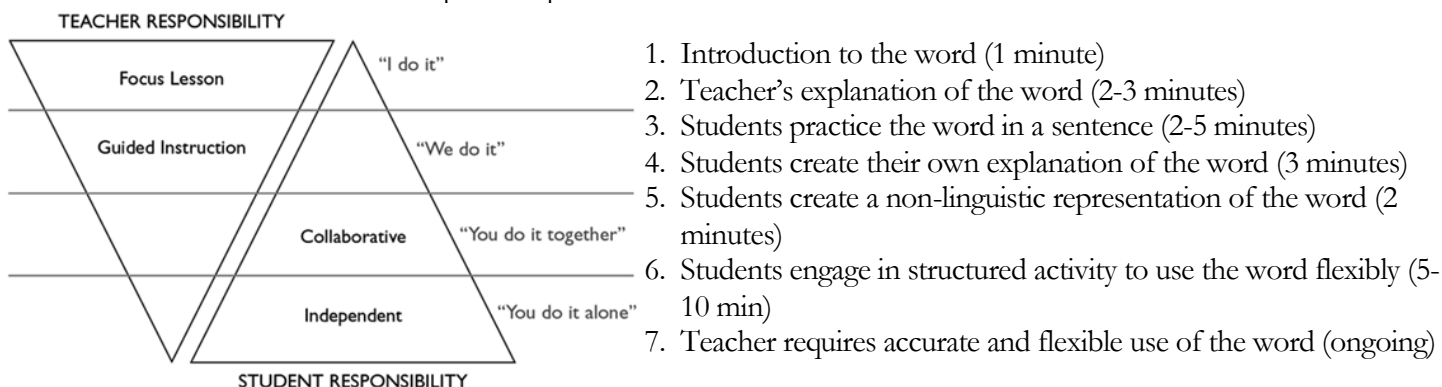 TEACHER RESPONSIBILITY
Focus Lesson
"I do it"
Guided Instruction
"We do it"
Collaborative
"You do it together"
Independent
"You do it alone"
STUDENT RESPONSIBILITY
1. Introduction to the word (1 minute)
2. Teacher's explanation of the word (2-3 minutes)
3. Students practice the word in a sentence (2-5 minutes)
4. Students create their own explanation of the word (3 minutes)
5. Students create a non-linguistic representation of the word (2
minutes)
6. Students engage in structured activity to use the word flexibly (5-
10 min)
7. Teacher requires accurate and flexible use of the word (ongoing)